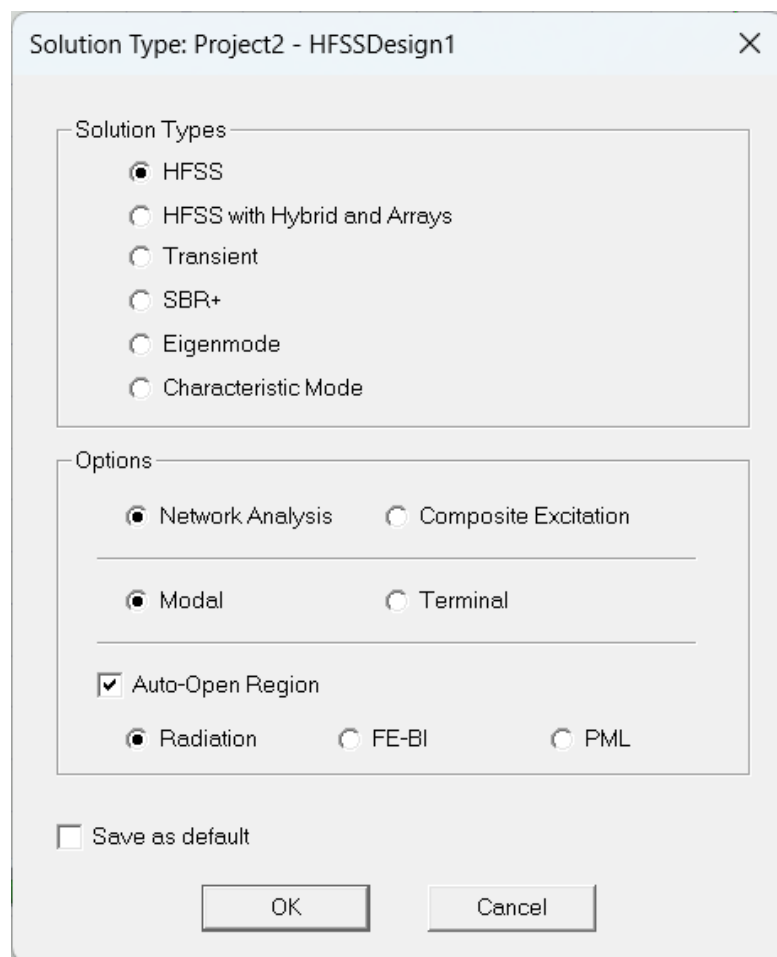 Solution Type: Project2 - HFSSDesign1
Solution Types
HFSS
HFSS with Hybrid and Arrays
Transient
SBR+
Eigenmode
Characteristic Mode
Options
Network Analysis Composite Excitation
Modal Terminal
Auto-Open Region
Radiation FE-BI PML
Save as default
OK Cancel